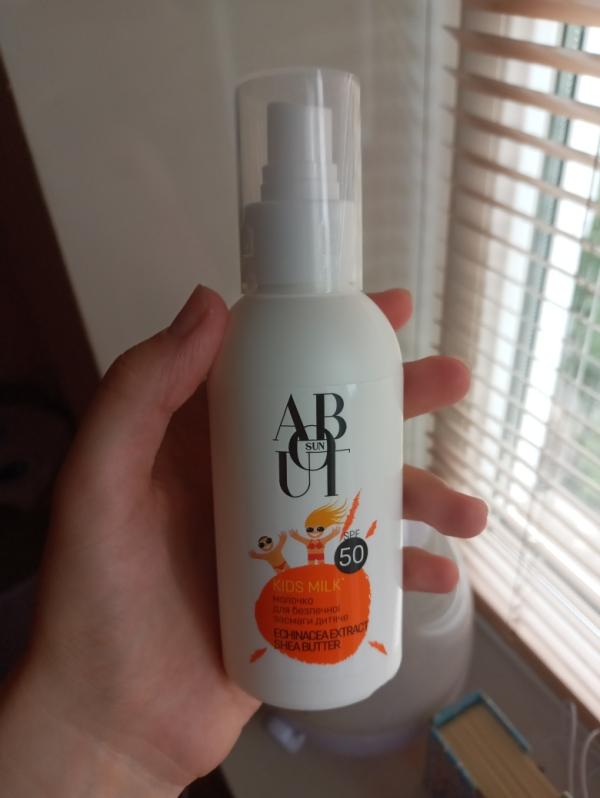 ABOUT
SUN
SPF
50
KIDS MILK
молочко
для безпечної
засмаги дитяче
ECHINACEA EXTRACT
SHEA BUTTER